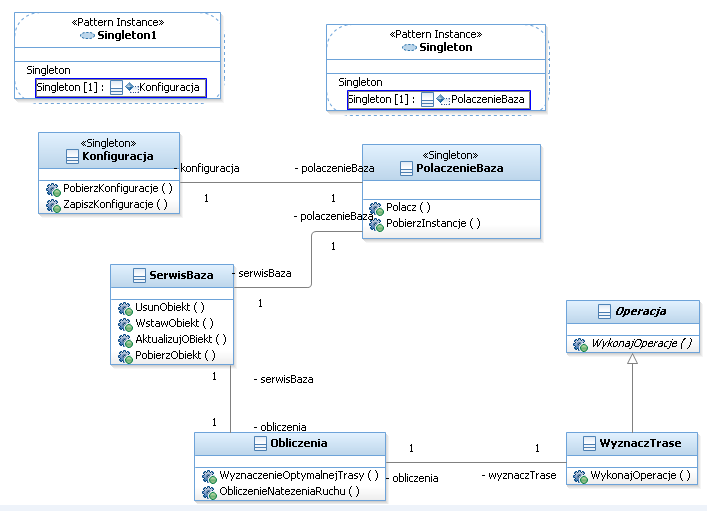 «Pattern Instance»
Singleton1
Singleton
Singleton [1] : Konfiguracja
«Pattern Instance»
Singleton
Singleton
Singleton [1] : PolaczenieBaza
«Singleton»
Konfiguracja
PobierzKonfiguracje ( )
ZapiszKonfiguracje ( )
- konfiguracja
1
- polaczenieBaza
1
«Singleton»
PolaczenieBaza
Polacz ( )
PobierzInstancje ( )
- polaczenieBaza
1
- serwisBaza
1
SerwisBaza
UsunObiekt ( )
WstawObiekt ( )
AktualizujOBiekt ( )
PobierzObiekt ( )
1
- serwisBaza
1
- obliczenia
Operacja
WykonajOperacje ( )
Obliczenia
WyznaczenieOptymalnejTrasy ( )
ObliczenieNatezeniaRuchu ( )
1
- obliczenia
1
- wyznaczTrase
WyznaczTrase
WykonajOperacje ( )